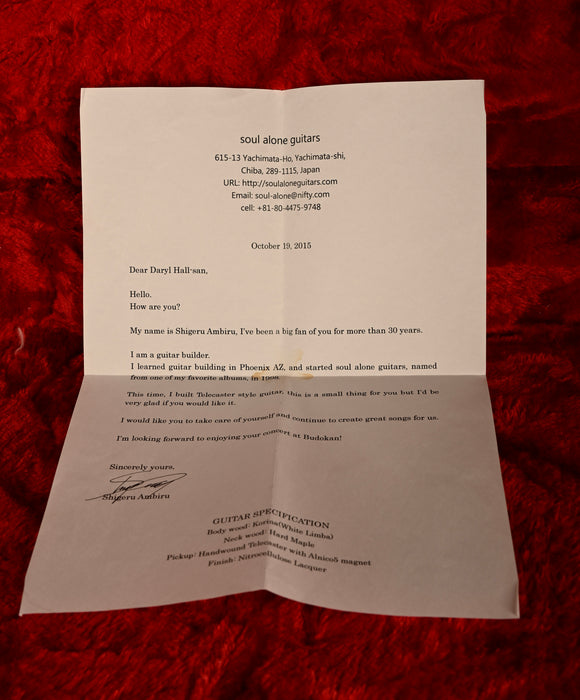 soul alone guitars
615-13 Yachimata-Ho, Yachimata-shi,
Chiba, 289-1115, Japan
URL: http://soulaloneguitars.com
Email: soul-alone@nifty.com
cell: +81-80-4475-9748
October 19, 2015
Dear Daryl Hall-san,
Hello.
How are you?
My name is Shigeru Ambiru, I've been a big fan of you for more than 30 years.
I am a guitar builder.
I learned guitar building in Phoenix AZ, and started soul alone guitars, named
from one of my favorite albums, in 1998.
This time, I built Telecaster style guitar, this is a small thing for you but I'd be
very glad if you would like it.
I would like you to take care of yourself and continue to create great songs for us.
I'm looking forward to enjoying your concert at Budokan!
Sincerely yours,
Shigeru Ambiru
GUITAR SPECIFICATION
Body wood: Korina(White Limba)
Neck wood: Hard Maple
Pickup: Handwound Telecaster with Alnico5 magnet
Finish: Nitrocellulose Lacquer